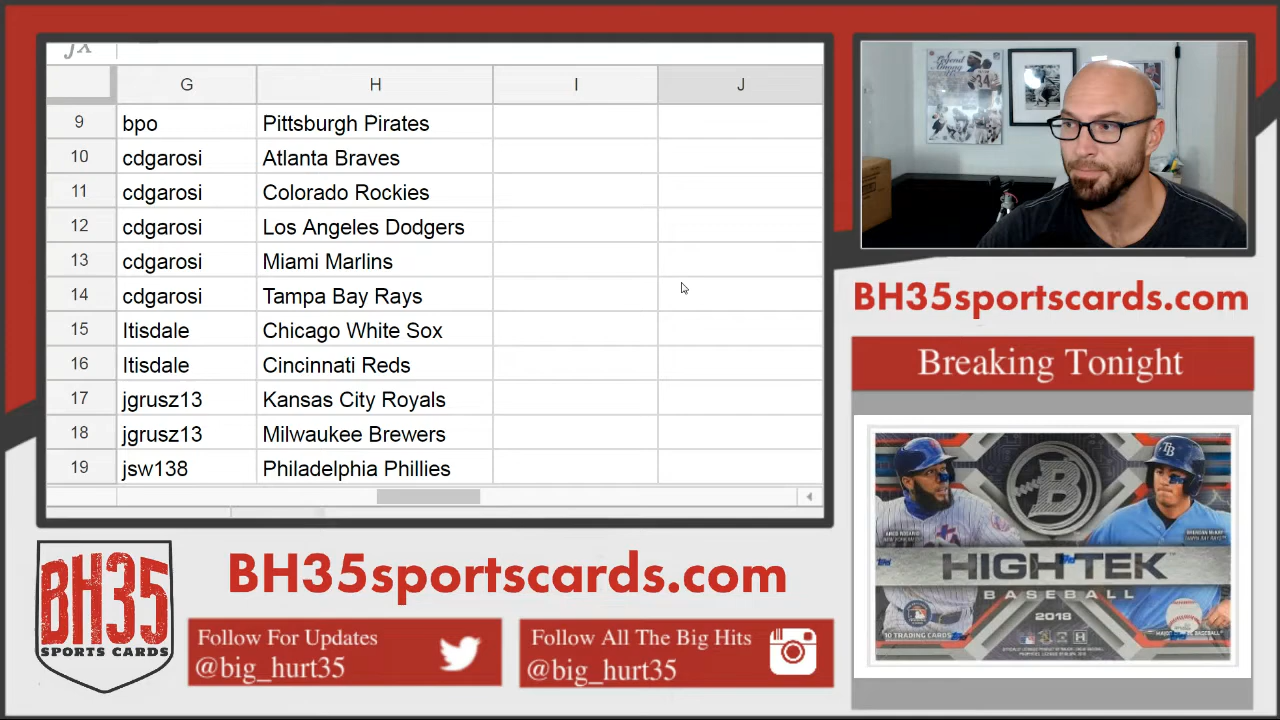 fx
G H I J
9 bpo Pittsburgh Pirates
10 cdgarosi Atlanta Braves
11 cdgarosi Colorado Rockies
12 cdgarosi Los Angeles Dodgers
13 cdgarosi Miami Marlins
14 cdgarosi Tampa Bay Rays
15 ltisdale Chicago White Sox
16 ltisdale Cincinnati Reds
17 jgrusz13 Kansas City Royals
18 jgrusz13 Milwaukee Brewers
19 jsw138 Philadelphia Phillies
34
BH35sportscards.com
Breaking Tonight
B
TB
HIGH TEK
BASEBALL
2018
10 TRADING CARDS
BH35
SPORTS CARDS
BH35sportscards.com
Follow For Updates
@big_hurt35
Follow All The Big Hits
@big_hurt35